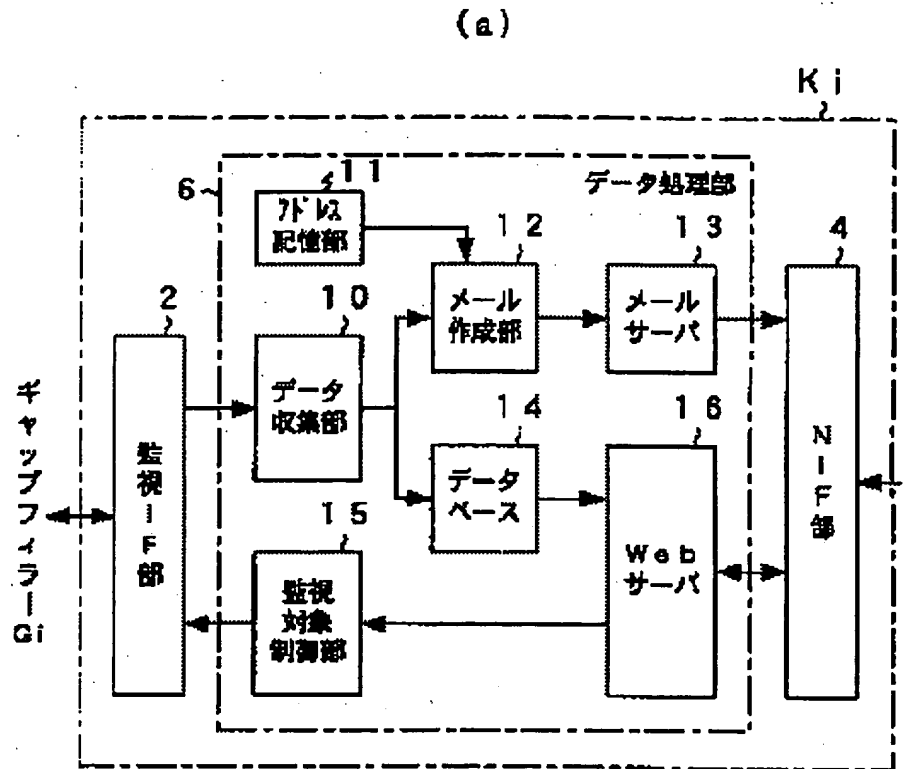 (a)
Ki
11
6
データ処理部
アドレス
記憶部
12
13
4
2
10
メール
作成部
メール
サーバ
データ
収集部
14
16
ギャップフィラーGi
監視IF部
NIF部
データ
ベース
15
Web
サーバ
監視
対象
制御部